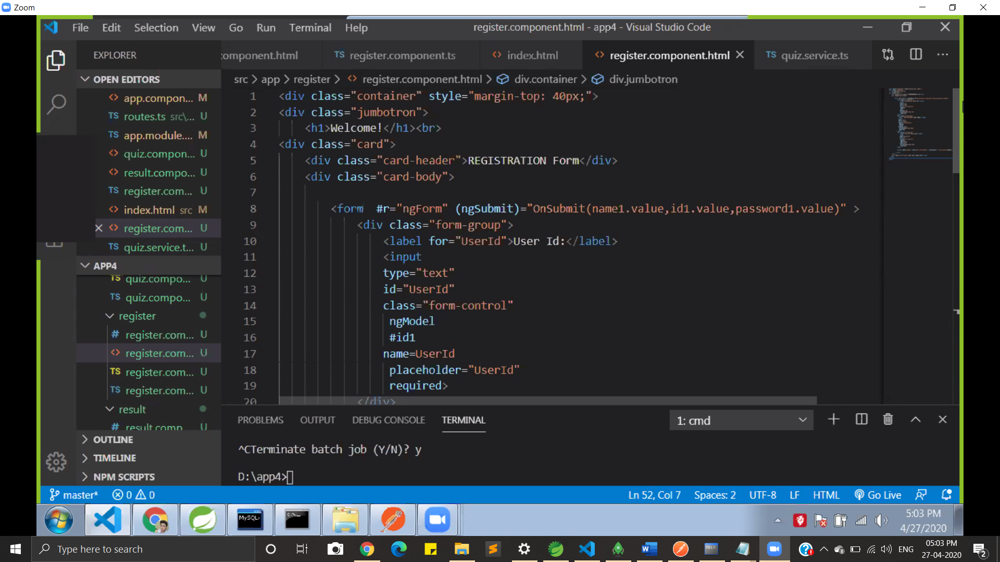 Zoom
File Edit Selection View Go Run Terminal Help
register.component.html - app4 - Visual Studio Code
EXPLORER
component.html
TS register.component.ts
<> index.html
<> register.component.html
TS quiz.service.ts
src > app > register > <> register.component.html > div.container > div.jumbotron
OPEN EDITORS
<> app.compon... M
TS routes.ts src\... U
<> app.module.... M
<> quiz.compon... U
<> result.compo... U
TS register.com... U
<> index.html src M
<> register.com... U
TS quiz.service.t... U
APP4
TS quiz.compo... U
TS quiz.compo... U
register
# register.com... U
<> register.com... U
TS register.com... U
TS register.com... U
result
# result.comp U
OUTLINE
TIMELINE
NPM SCRIPTS
1 <div class="container" style="margin-top: 40px;">
2 <div class="jumbotron">
3 <h1>Welcome!</h1><br>
4 <div class="card">
5 <div class="card-header">REGISTRATION Form</div>
6 <div class="card-body">
7
8 <form #r="ngForm" (ngSubmit)="OnSubmit(name1.value,id1.value,password1.value)" >
9 <div class="form-group">
10 <label for="UserId">User Id:</label>
11 <input
12 type="text"
13 id="UserId"
14 class="form-control"
15 ngModel
16 #id1
17 name=UserId
18 placeholder="UserId"
19 required>
20 </div>
PROBLEMS OUTPUT DEBUG CONSOLE TERMINAL
1: cmd
^CTerminate batch job (Y/N)? y
D:\app4>
master* 0 0
Ln 52, Col 7 Spaces: 2 UTF-8 LF HTML Go Live
MySQL>
C:\_
5:03 PM
4/27/2020
Type here to search
SQL>
ENG
05:03 PM
27-04-2020
2